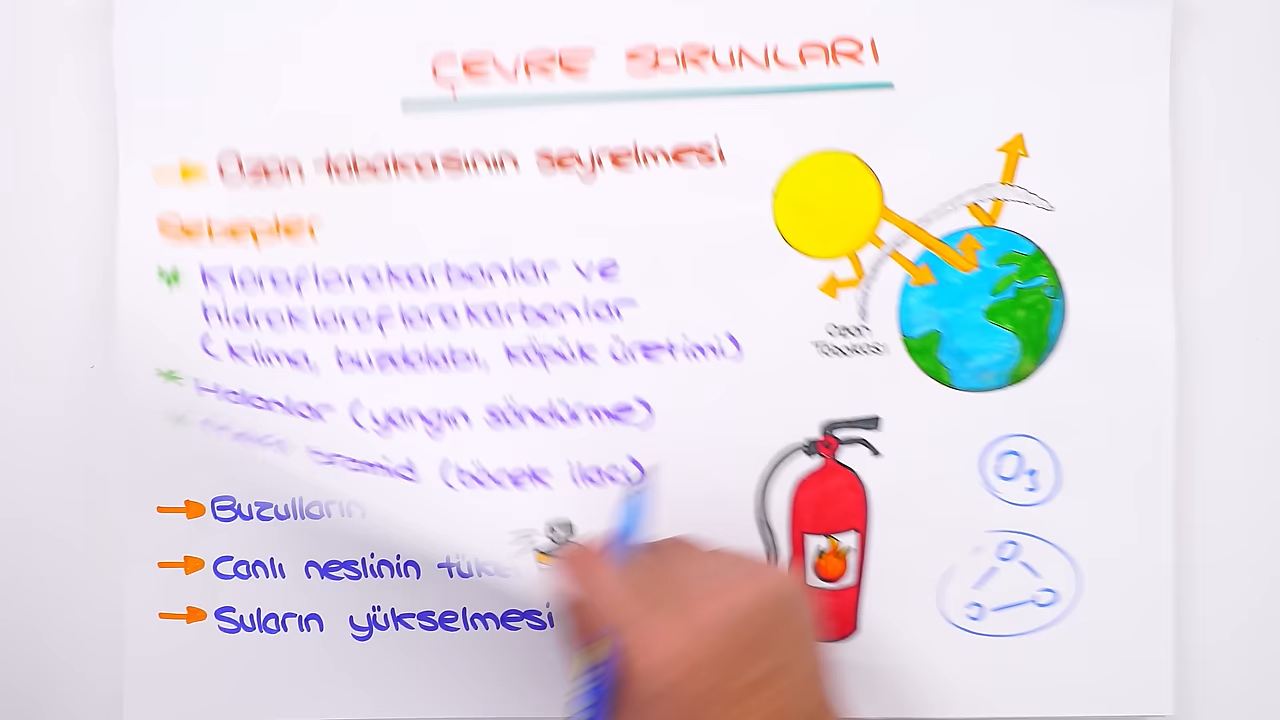 ÇEVRE SORUNLARI
Ozon tabakasının seyrelmesi
Sebepler
* Kloroflorokarbonlar ve
hidrokloroflorokarbonlar
(klima, buzdolabı, köpük üretimi)
* Halonlar (yangın söndürme)
* (böcek ilacı)
→ Buzulların
→ Canlı neslinin
→ Suların yükselmesi
Ozon
Tabakası
O₃